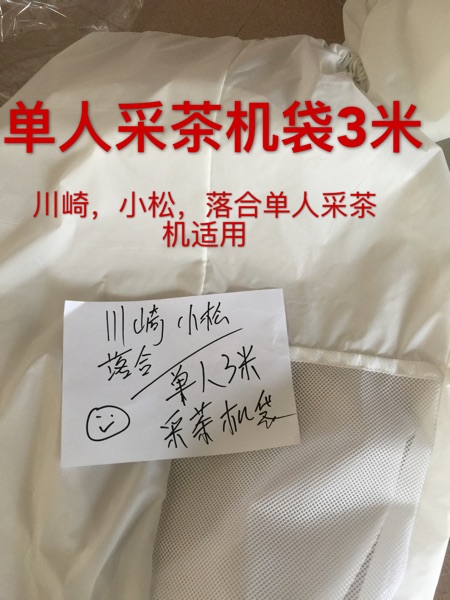 单人采茶机袋3米
川崎，小松，落合单人采茶
机适用
川崎 小松
落合
单人3米
采茶机袋